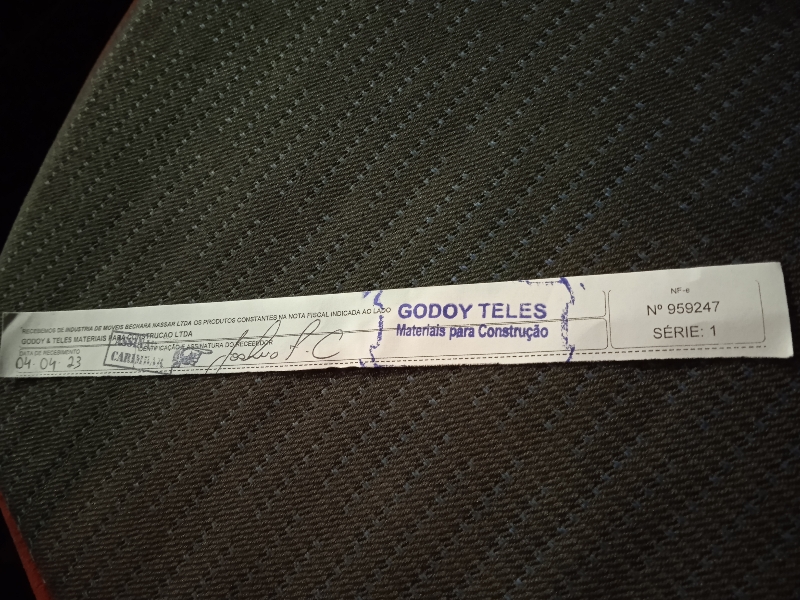 RECEBEMOS DE INDUSTRIA DE MOVEIS BECHARA NASSAR LTDA OS PRODUTOS CONSTANTES NA NOTA FISCAL INDICADA AO LADO
GODOY & TELES MATERIAIS PARA CONSTRUCAO LTDA
DATA DE RECEBIMENTO
IDENTIFICAÇÃO E ASSINATURA DO RECEBEDOR
04 04 23
CARIMBAR
P. C
GODOY TELES
Materiais para Construção
NF-e
Nº 959247
SÉRIE: 1